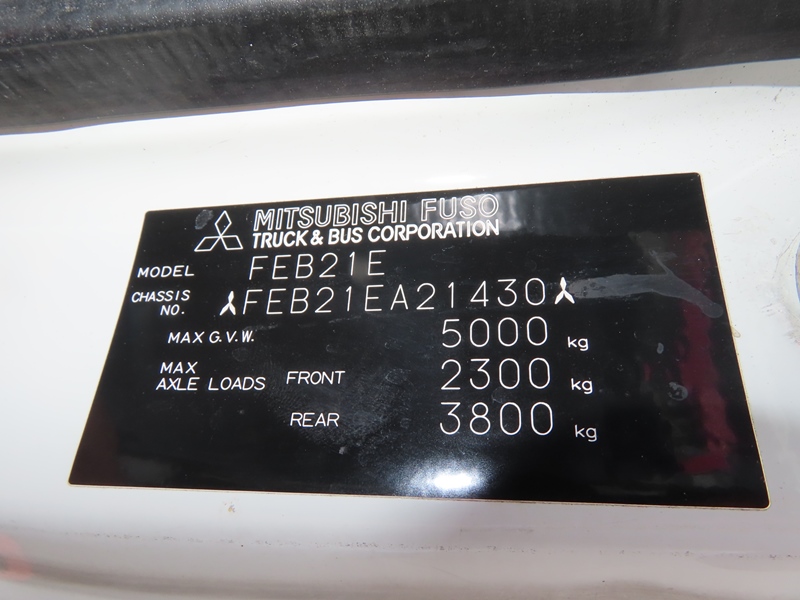 MITSUBISHI FUSO
TRUCK & BUS CORPORATION
MODEL FEB21E
CHASSIS NO. FEB21EA21430
MAX G.V.W. 5000 kg
MAX AXLE LOADS FRONT 2300 kg
REAR 3800 kg